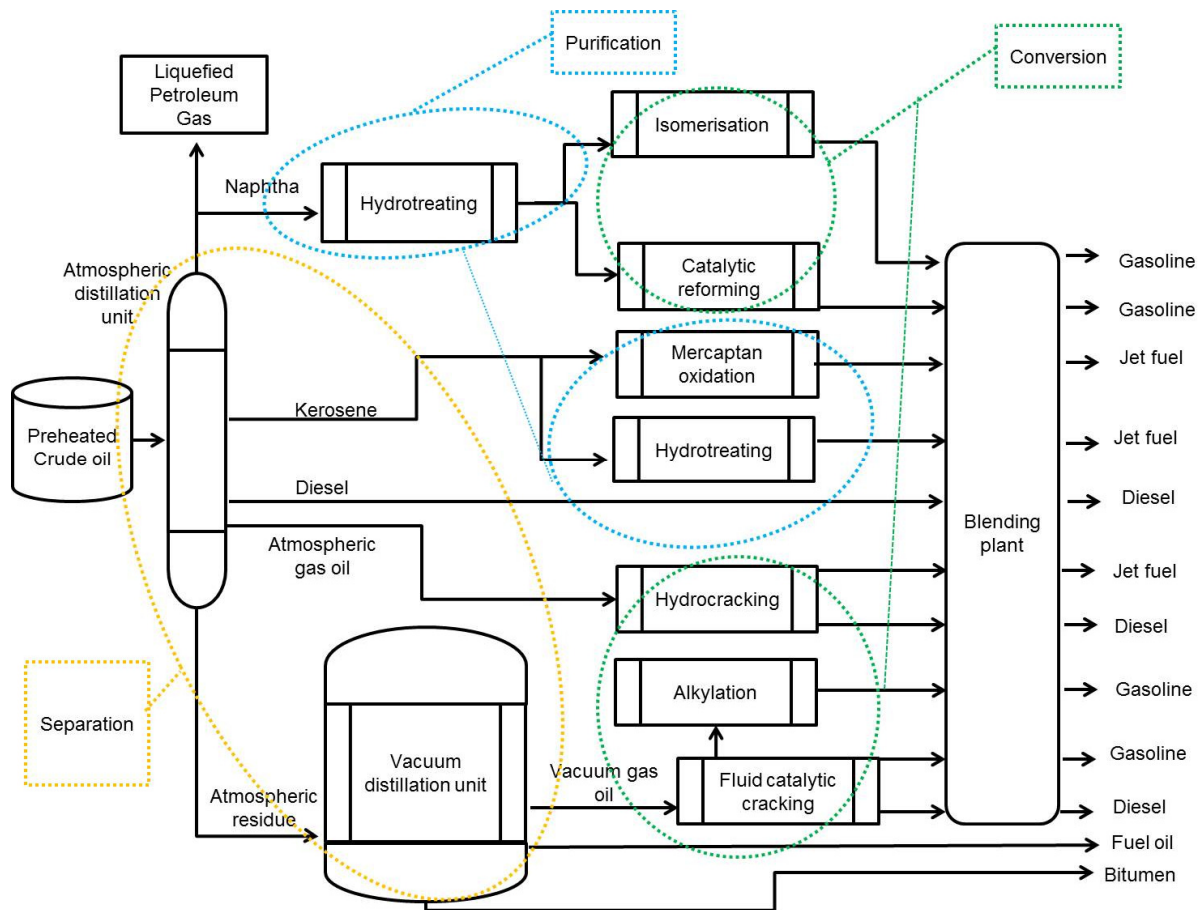 Purification
Conversion
Liquefied
Petroleum
Gas
Isomerisation
Naphtha
Hydrotreating
Atmospheric
distillation
unit
Catalytic
reforming
Gasoline
Gasoline
Mercaptan
oxidation
Jet fuel
Kerosene
Preheated
Crude oil
Hydrotreating
Jet fuel
Diesel
Diesel
Blending
plant
Atmospheric
gas oil
Hydrocracking
Jet fuel
Diesel
Alkylation
Gasoline
Separation
Vacuum
distillation unit
Vacuum gas
oil
Fluid catalytic
cracking
Gasoline
Diesel
Atmospheric
residue
Fuel oil
Bitumen